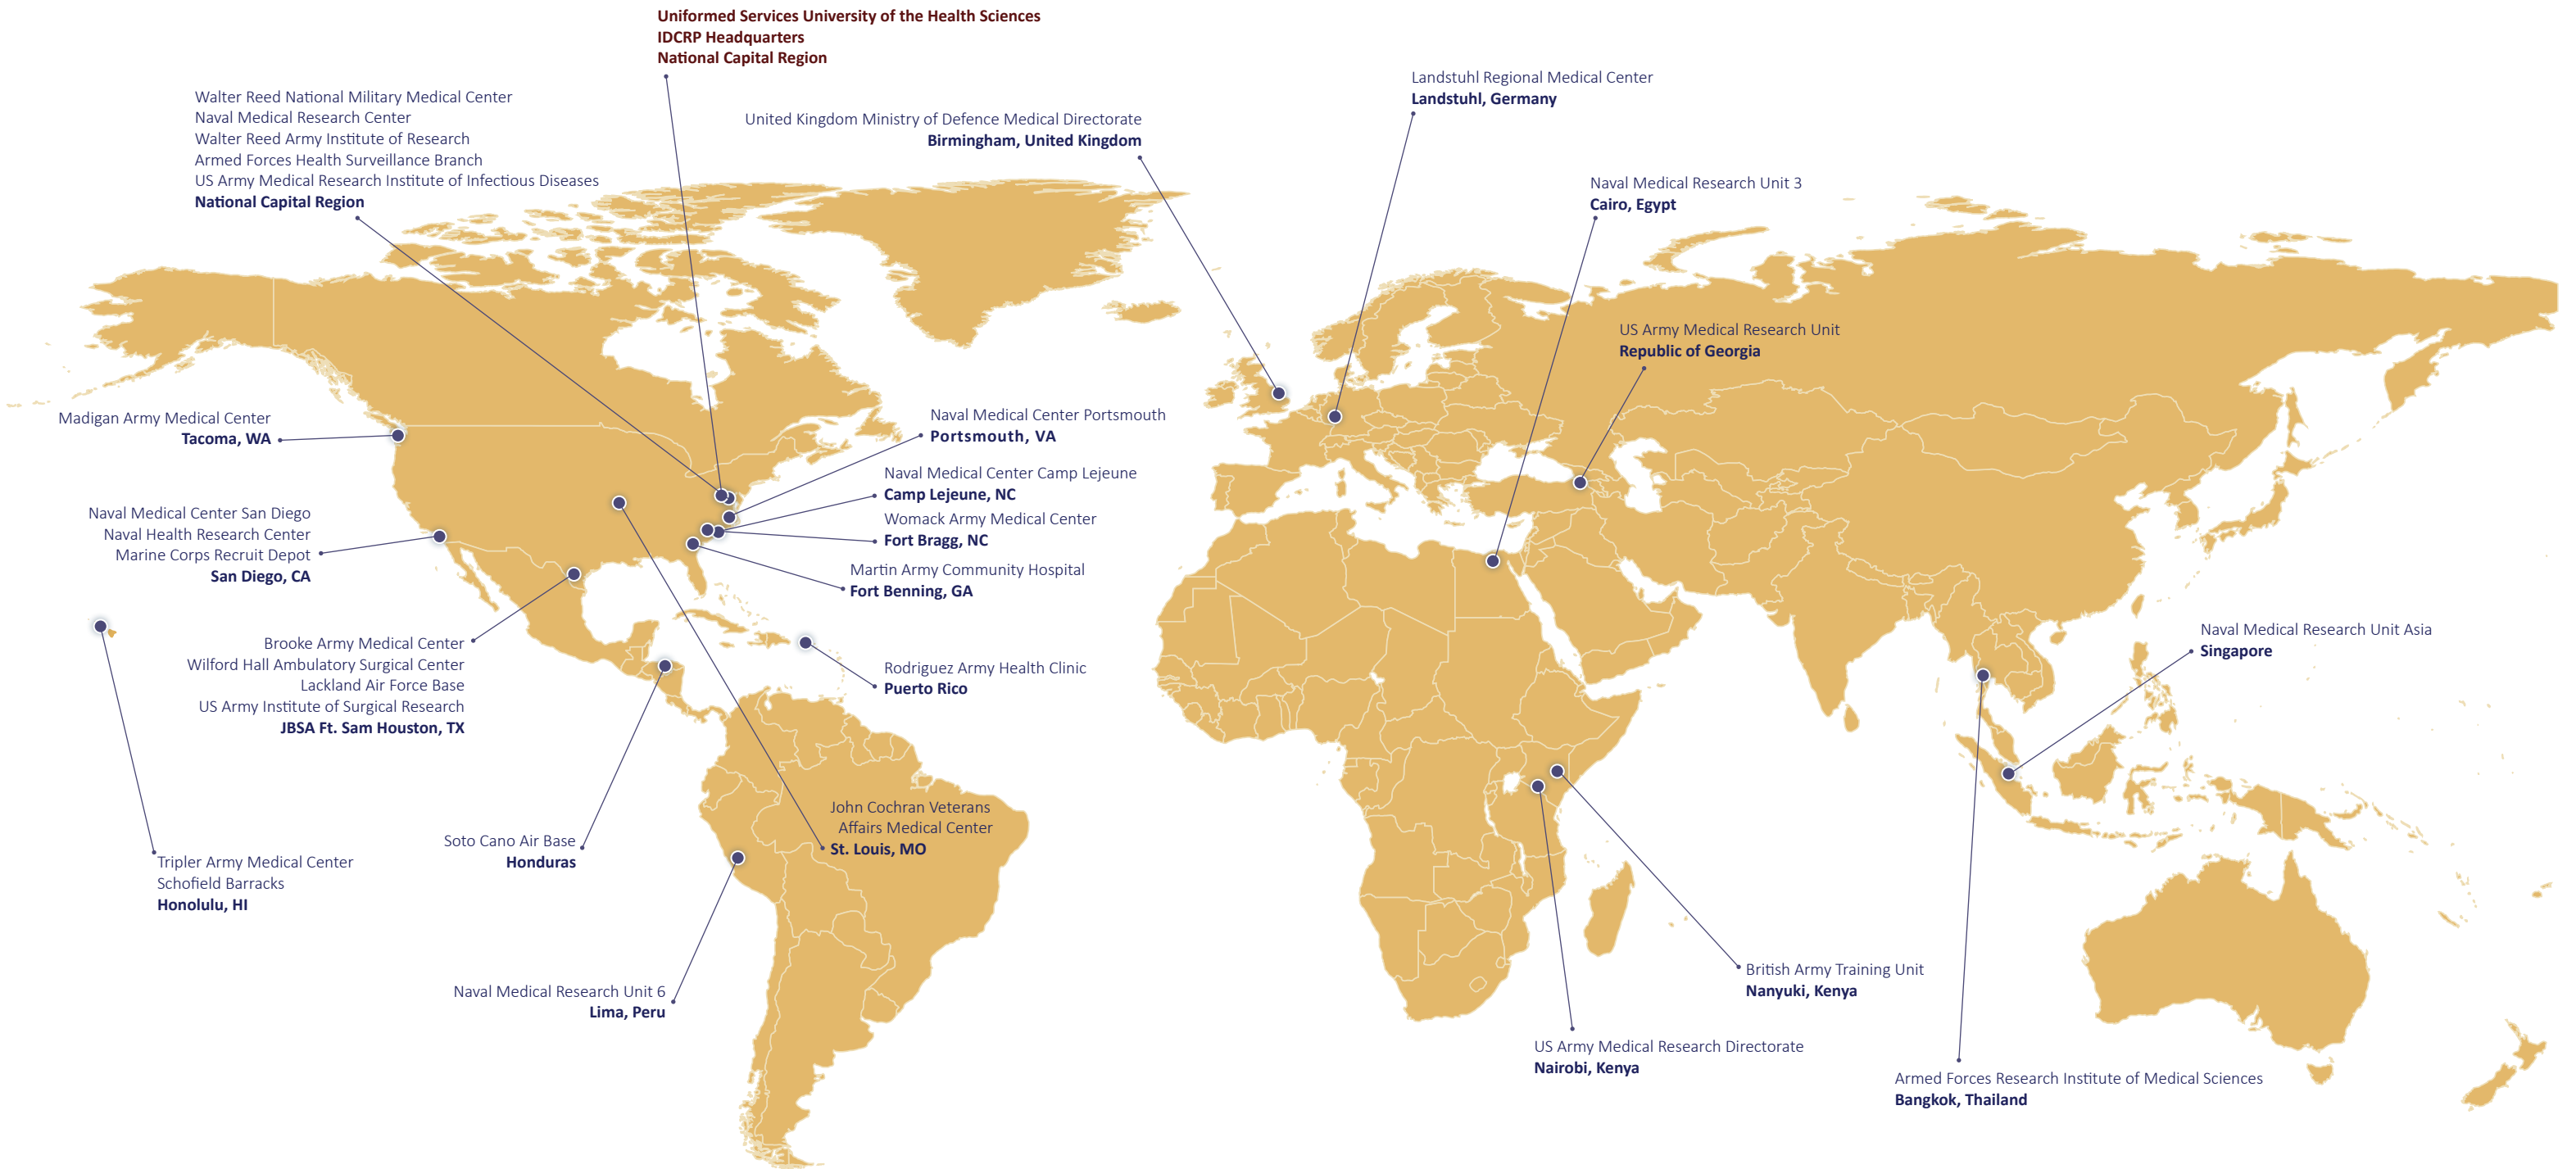 Uniformed Services University of the Health Sciences
IDCRP Headquarters
National Capital Region
Walter Reed National Military Medical Center
Naval Medical Research Center
Walter Reed Army Institute of Research
Armed Forces Health Surveillance Branch
US Army Medical Research Institute of Infectious Diseases
National Capital Region
United Kingdom Ministry of Defence Medical Directorate
Birmingham, United Kingdom
Landstuhl Regional Medical Center
Landstuhl, Germany
Naval Medical Research Unit 3
Cairo, Egypt
US Army Medical Research Unit
Republic of Georgia
Madigan Army Medical Center
Tacoma, WA
Naval Medical Center Portsmouth
Portsmouth, VA
Naval Medical Center Camp Lejeune
Camp Lejeune, NC
Womack Army Medical Center
Fort Bragg, NC
Martin Army Community Hospital
Fort Benning, GA
Naval Medical Center San Diego
Naval Health Research Center
Marine Corps Recruit Depot
San Diego, CA
Brooke Army Medical Center
Wilford Hall Ambulatory Surgical Center
Lackland Air Force Base
US Army Institute of Surgical Research
JBSA Ft. Sam Houston, TX
Rodriguez Army Health Clinic
Puerto Rico
Naval Medical Research Unit Asia
Singapore
John Cochran Veterans
Affairs Medical Center
St. Louis, MO
Soto Cano Air Base
Honduras
Tripler Army Medical Center
Schofield Barracks
Honolulu, HI
Naval Medical Research Unit 6
Lima, Peru
British Army Training Unit
Nanyuki, Kenya
US Army Medical Research Directorate
Nairobi, Kenya
Armed Forces Research Institute of Medical Sciences
Bangkok, Thailand